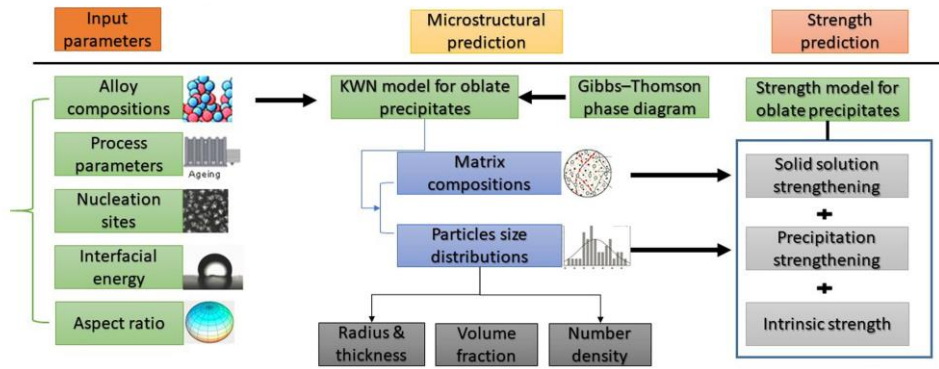 Input
parameters
Microstructural
prediction
Strength
prediction
Alloy
compositions
KWN model for oblate
precipitates
Gibbs–Thomson
phase diagram
Strength model for
oblate precipitates
Process
parameters
Ageing
Matrix
compositions
Solid solution
strengthening
+
Nucleation
sites
Particles size
distributions
Precipitation
strengthening
+
Interfacial
energy
Intrinsic strength
Aspect ratio
Radius &
thickness
Volume
fraction
Number
density